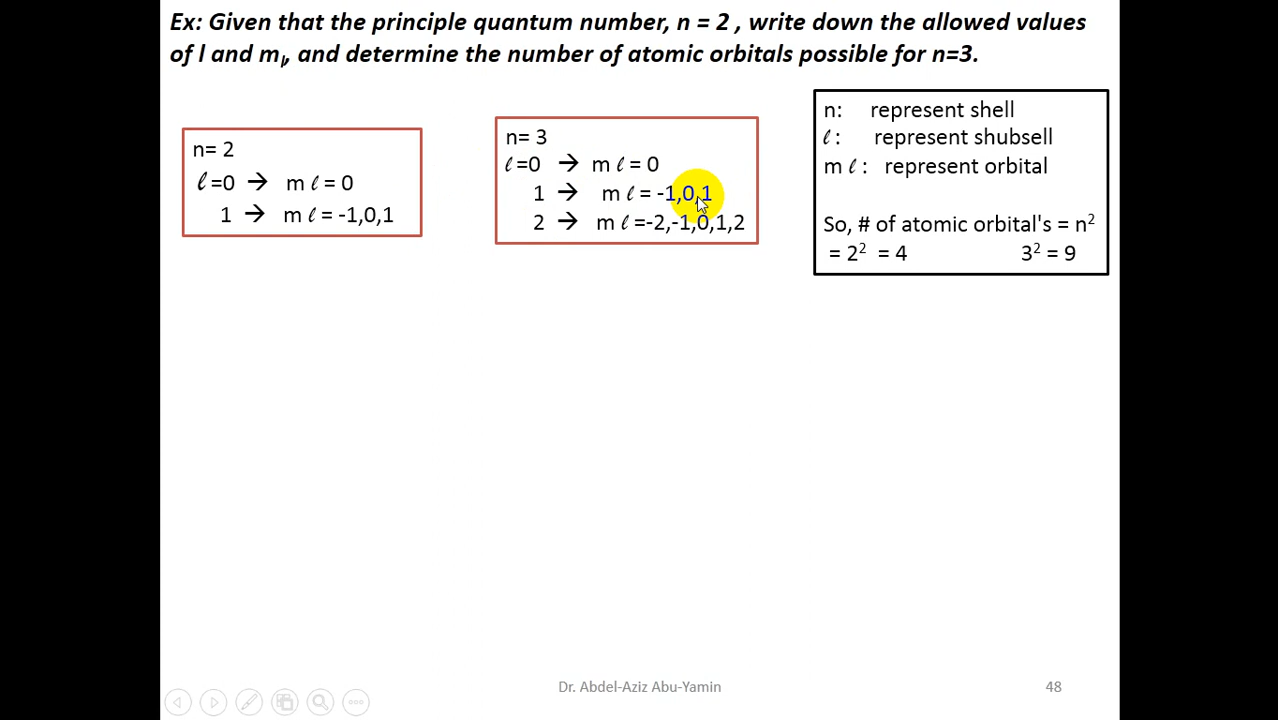 Ex: Given that the principle quantum number, n = 2 , write down the allowed values
of l and ml, and determine the number of atomic orbitals possible for n=3.
n= 2
ℓ =0 → m ℓ = 0
1 → m ℓ = -1,0,1
n= 3
ℓ =0 → m ℓ = 0
1 → m ℓ = -1,0,1
2 → m ℓ =-2,-1,0,1,2
n: represent shell
ℓ : represent shubsell
m ℓ : represent orbital
So, # of atomic orbital's = n²
= 2² = 4 3² = 9
Dr. Abdel-Aziz Abu-Yamin 48